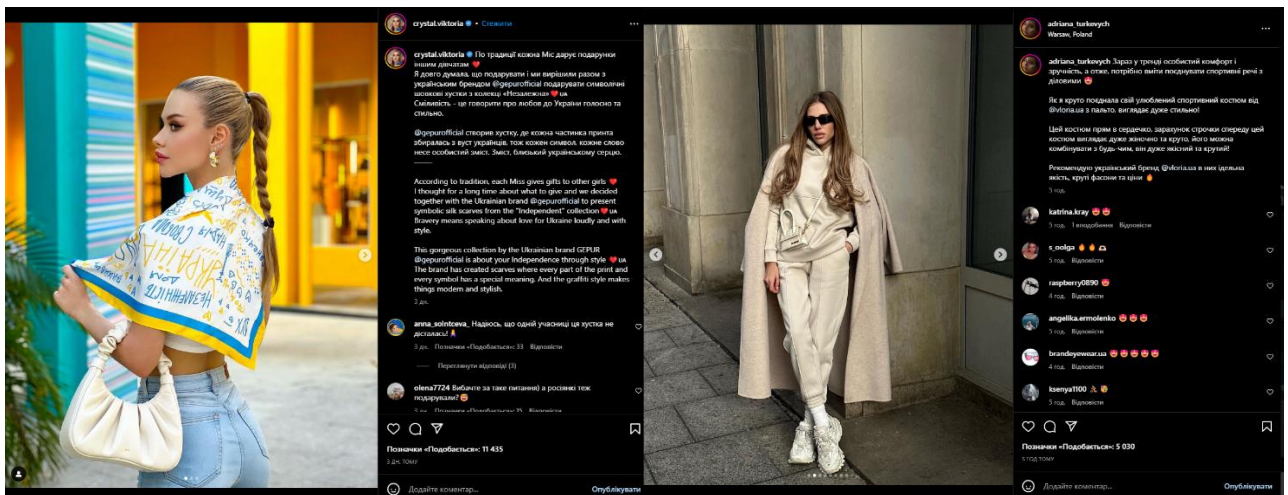 crystal.viktoria • Стежити
crystal.viktoria По традиції кожна Міс дарує подарунки
іншим дівчатам ❤️
Я довго думала, що подарувати і ми вирішили разом з
українським брендом @gepurofficial подарувати символічні
шовкові хустки з колекції «Незалежна» ❤️ UA
Сміливість - це говорити про любов до України голосно та
стильно.
@gepurofficial створив хустку, де кожна частинка принта
збиралась з вуст українців, тож кожен символ, кожне слово
несе особистий зміст. Зміст, близький українському серцю.
According to tradition, each Miss gives gifts to other girls ❤️
I thought for a long time about what to give and we decided
together with the Ukrainian brand @gepurofficial to present
symbolic silk scarves from the "Independent" collection ❤️ UA
Bravery means speaking about love for Ukraine loudly and with
style.
This gorgeous collection by the Ukrainian brand GEPUR
@gepurofficial is about your Independence through style ❤️ UA
The brand has created scarves where every part of the print and
every symbol has a special meaning. And the graffiti style makes
things modern and stylish.
3 дн.
anna_solntceva_ Надіюсь, що одній учасниці ця хустка не
дісталась!
3 дн. Позначки «Подобається»: 33 Відповісти
Переглянути відповіді (3)
olena7724 Вибачте за таке питання) а росіянкі теж
подарували?
Позначки «Подобається»: 11 435
3 ДН. ТОМУ
Додайте коментар...
Опублікувати
УКРАЇНА
ДОЛЯ
НЕЗАЛЕЖНІСТЬ
adriana_turkevych
Warsaw, Poland
adriana_turkevych Зараз у тренді особистий комфорт і
зручність, а отже, потрібно вміти поєднувати спортивні речі з
діловими 😍
Як я круто поєднала свій улюблений спортивний костюм від
@vloria.ua з пальто, виглядає дуже стильно!
Цей костюм прям в сердечко, зарахунок строчки спереду цей
костюм виглядає дуже жіночно та круто, його можна
комбінувати з будь-чим, він дуже якісний та крутий!
Рекомендую український бренд @vloria.ua в них ідельна
якість, круті фасони та ціни 🔥
5 год.
katrina.kray 😍😍
5 год. 1 вподобання Відповісти
s_oolga 🔥🔥
5 год. Відповісти
raspberry0890 😍
4 год. Відповісти
angelika.ermolenko 😍😍😍
5 год. Відповісти
brandeyewear.ua 😍😍😍😍😍
4 год. Відповісти
ksenya1100
5 год. Відповісти
Позначки «Подобається»: 5 030
5 ГОД ТОМУ
Додайте коментар...
Опублікувати